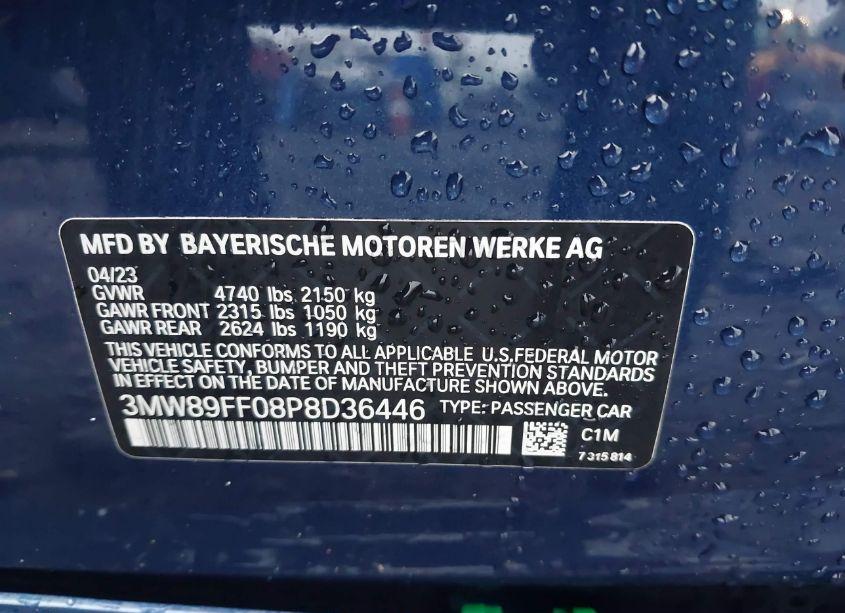 MFD BY BAYERISCHE MOTOREN WERKE AG
04/23
GVWR 4740 lbs 2150 kg
GAWR FRONT 2315 lbs 1050 kg
GAWR REAR 2624 lbs 1190 kg
THIS VEHICLE CONFORMS TO ALL APPLICABLE U.S.FEDERAL MOTOR
VEHICLE SAFETY, BUMPER AND THEFT PREVENTION STANDARDS
IN EFFECT ON THE DATE OF MANUFACTURE SHOWN ABOVE.
3MW89FF08P8D36446 TYPE: PASSENGER CAR
C1M
7 315 814